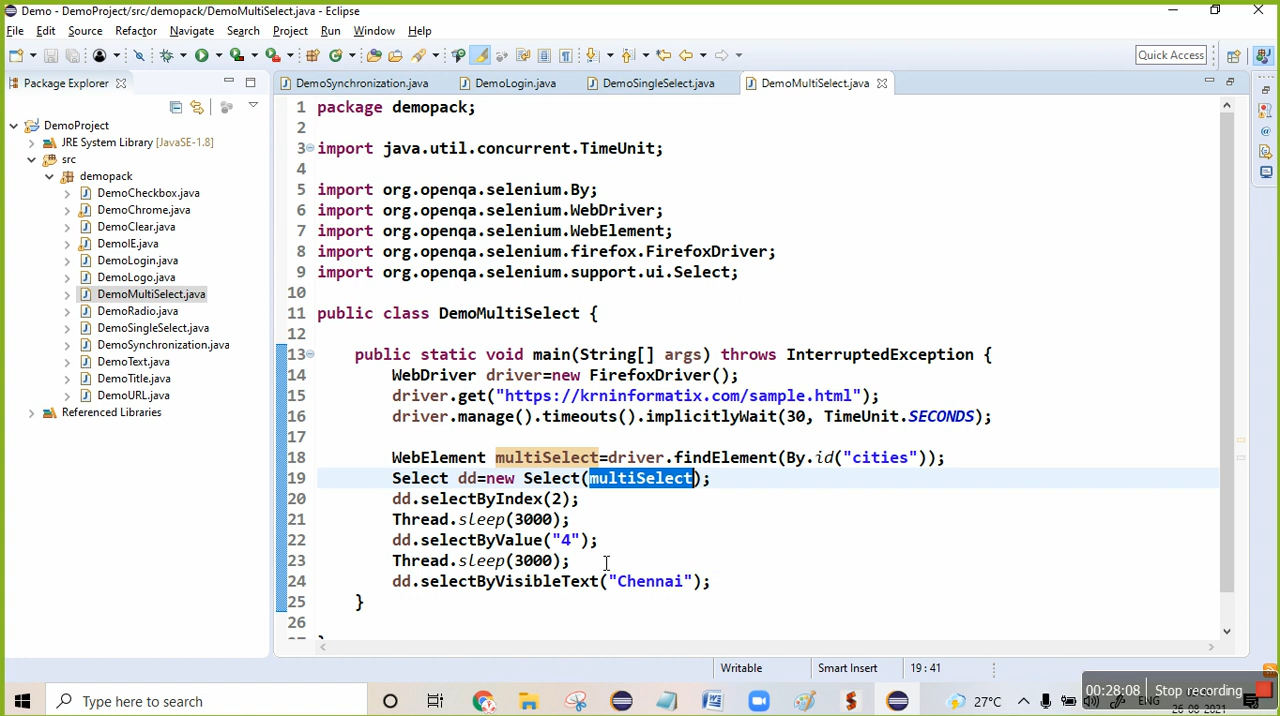 Demo - DemoProject/src/demopack/DemoMultiSelect.java - Eclipse
File Edit Source Refactor Navigate Search Project Run Window Help
Quick Access
Package Explorer
DemoSynchronization.java DemoLogin.java DemoSingleSelect.java DemoMultiSelect.java
DemoProject
JRE System Library [JavaSE-1.8]
src
demopack
DemoCheckbox.java
DemoChrome.java
DemoClear.java
DemoIE.java
DemoLogin.java
DemoLogo.java
DemoMultiSelect.java
DemoRadio.java
DemoSingleSelect.java
DemoSynchronization.java
DemoText.java
DemoTitle.java
DemoURL.java
Referenced Libraries
1 package demopack;
2
3 import java.util.concurrent.TimeUnit;
4
5 import org.openqa.selenium.By;
6 import org.openqa.selenium.WebDriver;
7 import org.openqa.selenium.WebElement;
8 import org.openqa.selenium.firefox.FirefoxDriver;
9 import org.openqa.selenium.support.ui.Select;
10
11 public class DemoMultiSelect {
12
13 public static void main(String[] args) throws InterruptedException {
14 WebDriver driver=new FirefoxDriver();
15 driver.get("https://krninformatix.com/sample.html");
16 driver.manage().timeouts().implicitlyWait(30, TimeUnit.SECONDS);
17
18 WebElement multiSelect=driver.findElement(By.id("cities"));
19 Select dd=new Select(multiSelect);
20 dd.selectByIndex(2);
21 Thread.sleep(3000);
22 dd.selectByValue("4");
23 Thread.sleep(3000);
24 dd.selectByVisibleText("Chennai");
25 }
26
27 }
Writable Smart Insert 19 : 41
Type here to search
27°C
ENG
26-08-2021
00:28:08 Stop recording